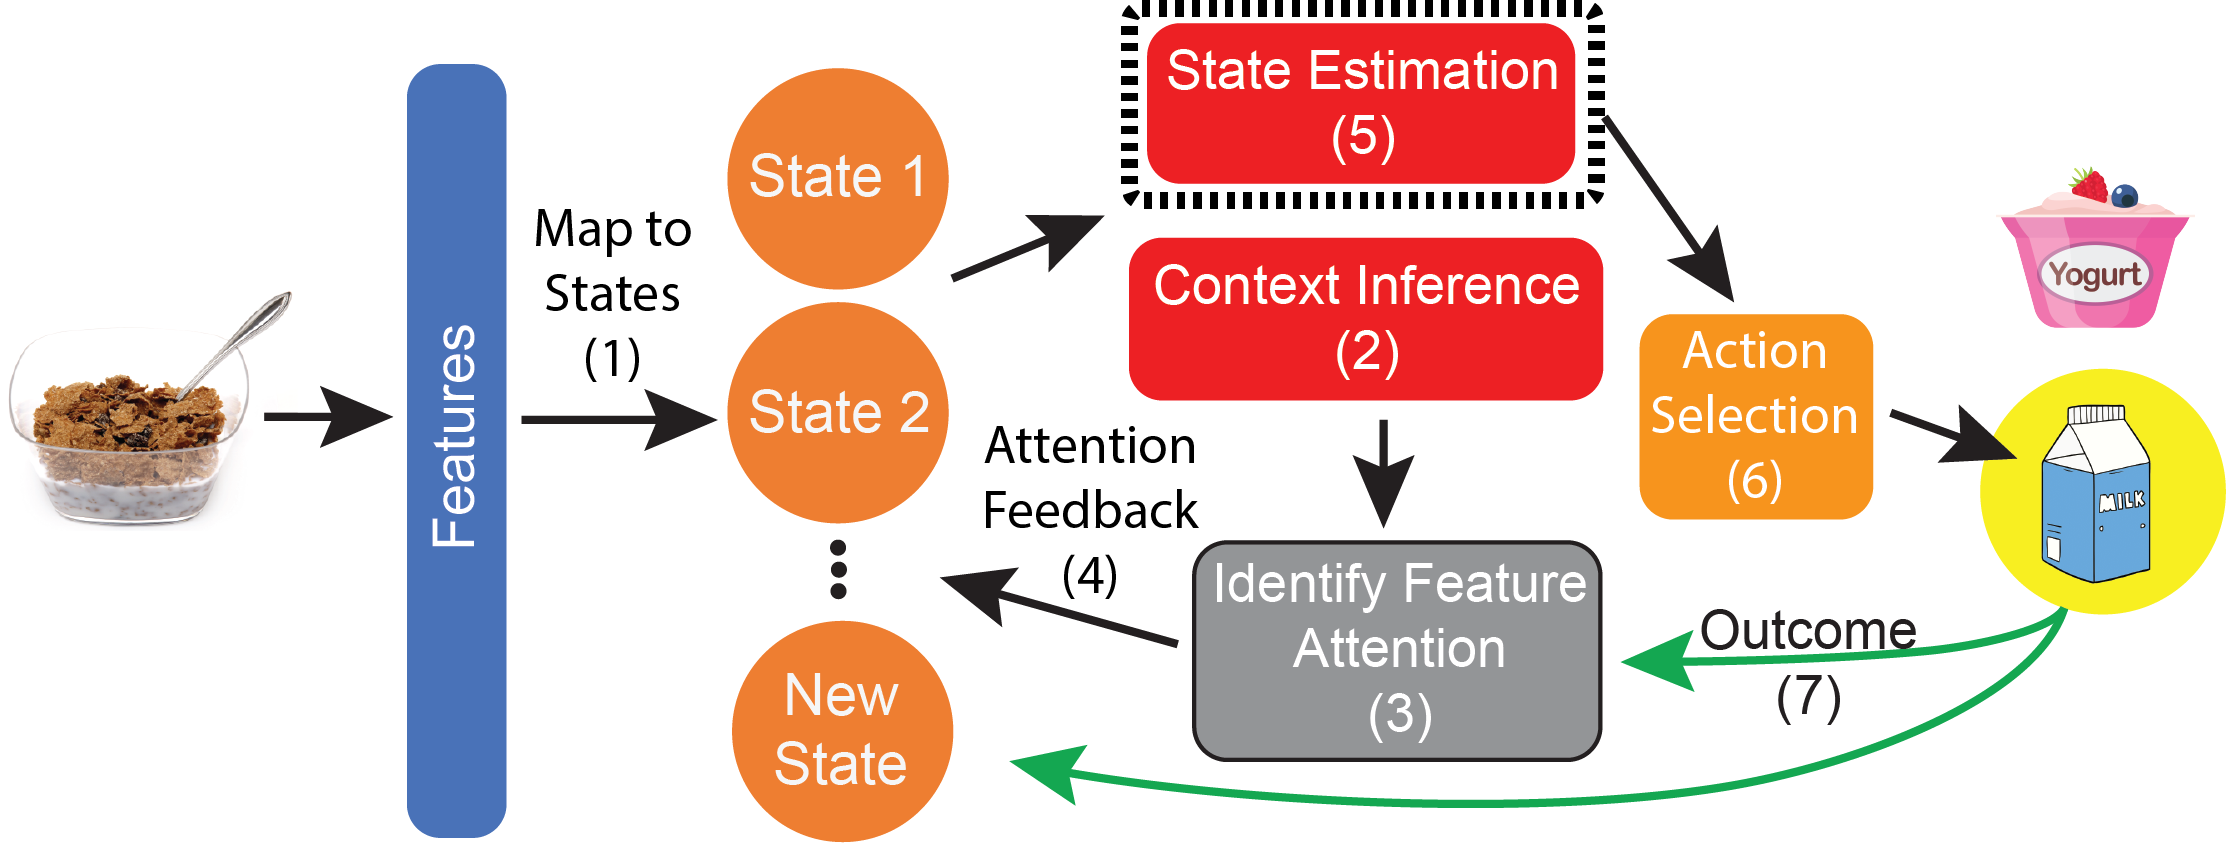 Features
Map to
States
(1)
State 1
State 2
New
State
State Estimation
(5)
Context Inference
(2)
Attention
Feedback
(4)
Identify Feature
Attention
(3)
Action
Selection
(6)
Yogurt
MILK
Outcome
(7)